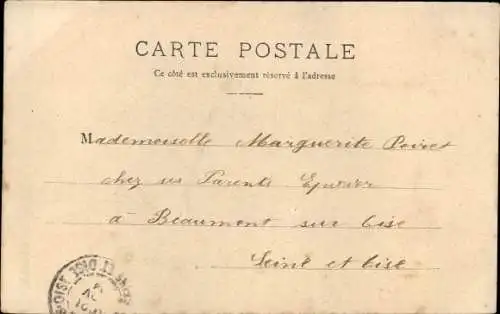 CARTE POSTALE
Ce côté est exclusivement réservé à l'adresse
Mademoiselle Marguerite Poiret
chez ses Parents Epicier
à Beaumont sur Oise
Seine et Oise